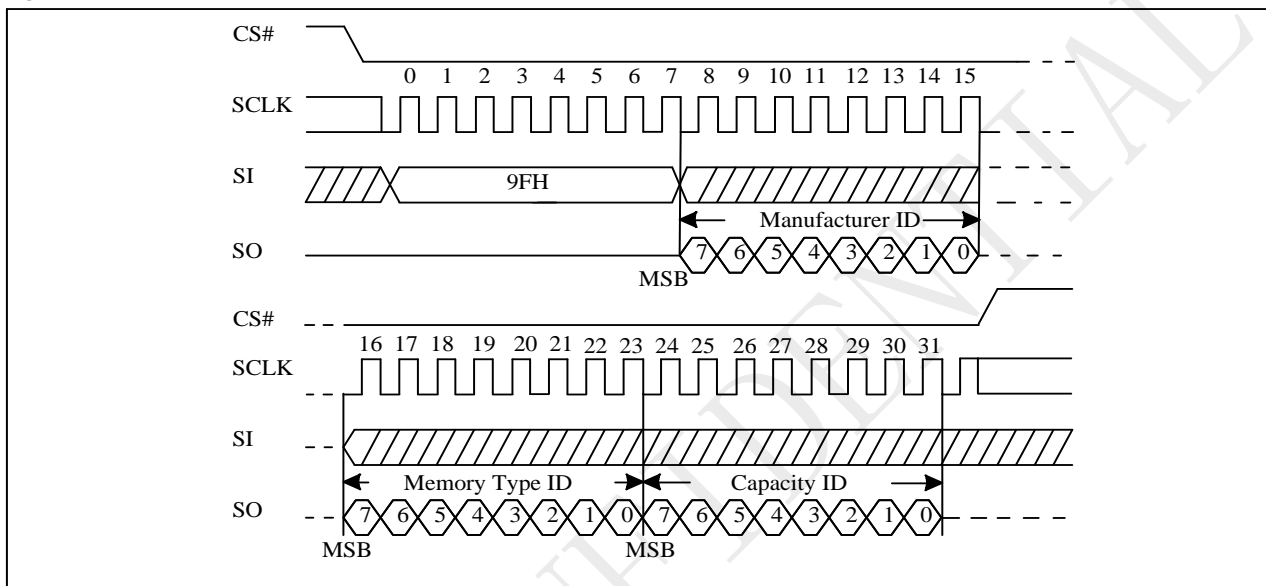 CS#
0 1 2 3 4 5 6 7 8 9 10 11 12 13 14 15
SCLK
SI
9FH
Manufacturer ID
SO
7 6 5 4 3 2 1 0
MSB
CS#
16 17 18 19 20 21 22 23 24 25 26 27 28 29 30 31
SCLK
SI
Memory Type ID
Capacity ID
SO
7 6 5 4 3 2 1 0 7 6 5 4 3 2 1 0
MSB
MSB
IDENTIAL